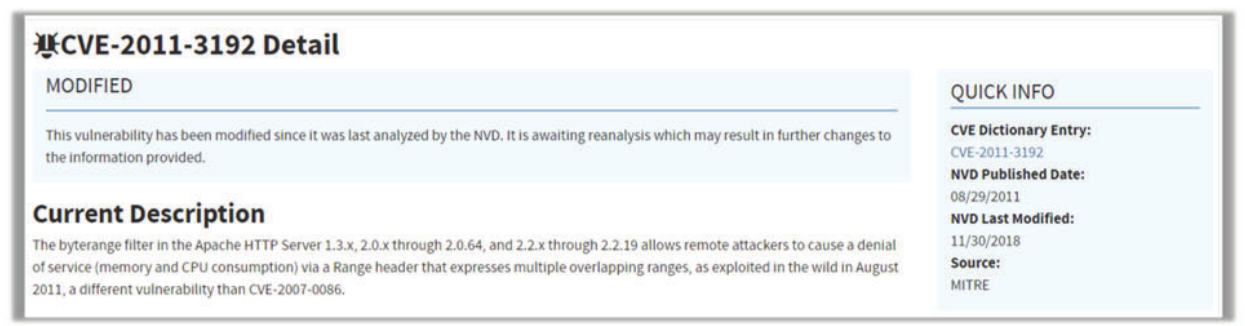 CVE-2011-3192 Detail
MODIFIED
This vulnerability has been modified since it was last analyzed by the NVD. It is awaiting reanalysis which may result in further changes to
the information provided.
Current Description
The byterange filter in the Apache HTTP Server 1.3.x, 2.0.x through 2.0.64, and 2.2.x through 2.2.19 allows remote attackers to cause a denial
of service (memory and CPU consumption) via a Range header that expresses multiple overlapping ranges, as exploited in the wild in August
2011, a different vulnerability than CVE-2007-0086.
QUICK INFO
CVE Dictionary Entry:
CVE-2011-3192
NVD Published Date:
08/29/2011
NVD Last Modified:
11/30/2018
Source:
MITRE